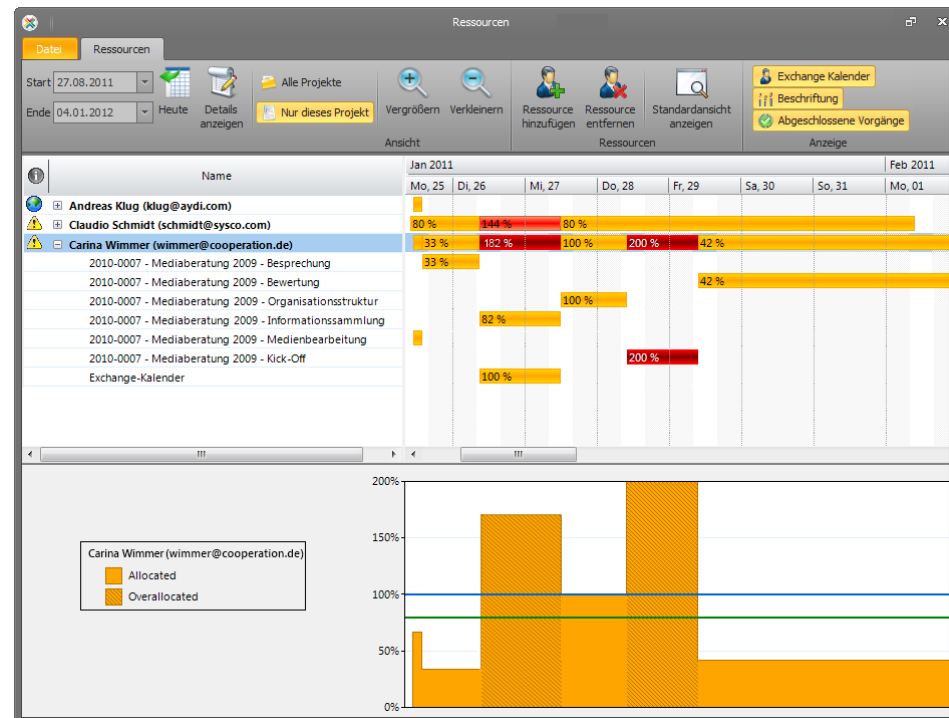 Ressourcen
Datei Ressourcen
Start 27.08.2011
Ende 04.01.2012
Heute
Details anzeigen
Alle Projekte
Nur dieses Projekt
Vergrößern Verkleinern
Ansicht
Ressource hinzufügen
Ressource entfernen
Standardansicht anzeigen
Ressourcen
Exchange Kalender
Beschriftung
Abgeschlossene Vorgänge
Anzeige
Name
Jan 2011 Feb 2011
Mo, 25 Di, 26 Mi, 27 Do, 28 Fr, 29 Sa, 30 So, 31 Mo, 01
Andreas Klug (klug@aydi.com)
Claudio Schmidt (schmidt@sysco.com) 80 % 144 % 80 %
Carina Wimmer (wimmer@cooperation.de) 33 % 182 % 100 % 200 % 42 %
2010-0007 - Mediaberatung 2009 - Besprechung 33 %
2010-0007 - Mediaberatung 2009 - Bewertung 42 %
2010-0007 - Mediaberatung 2009 - Organisationsstruktur 100 %
2010-0007 - Mediaberatung 2009 - Informationssammlung 82 %
2010-0007 - Mediaberatung 2009 - Medienbearbeitung
2010-0007 - Mediaberatung 2009 - Kick-Off 200 %
Exchange-Kalender 100 %
200%
150%
100%
50%
0%
Carina Wimmer (wimmer@cooperation.de)
Allocated
Overallocated